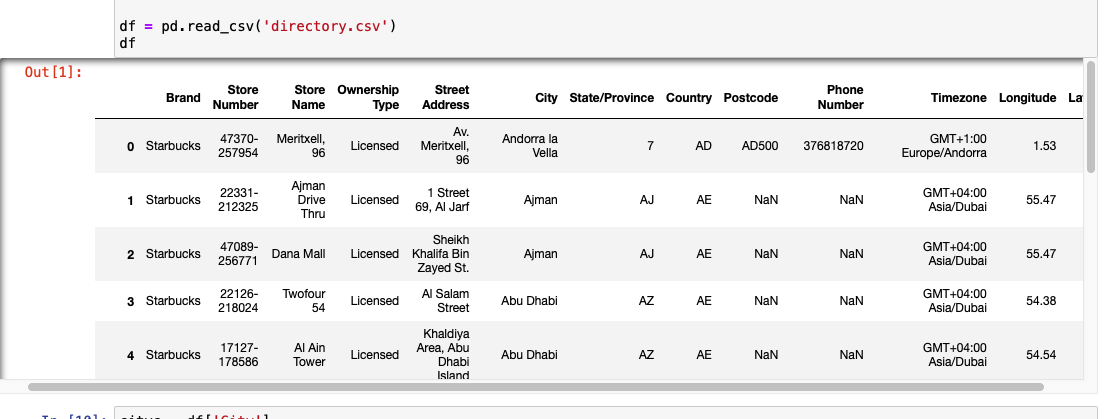 df = pd.read_csv('directory.csv')
df
Out[1]:
Brand Store Number Store Name Ownership Type Street Address City State/Province Country Postcode Phone Number Timezone Longitude La
0 Starbucks 47370-257954 Meritxell, 96 Licensed Av. Meritxell, 96 Andorra la Vella 7 AD AD500 376818720 GMT+1:00 Europe/Andorra 1.53
1 Starbucks 22331-212325 Ajman Drive Thru Licensed 1 Street 69, Al Jarf Ajman AJ AE NaN NaN GMT+04:00 Asia/Dubai 55.47
2 Starbucks 47089-256771 Dana Mall Licensed Sheikh Khalifa Bin Zayed St. Ajman AJ AE NaN NaN GMT+04:00 Asia/Dubai 55.47
3 Starbucks 22126-218024 Twofour 54 Licensed Al Salam Street Abu Dhabi AZ AE NaN NaN GMT+04:00 Asia/Dubai 54.38
4 Starbucks 17127-178586 Al Ain Tower Licensed Khaldiya Area, Abu Dhabi Island Abu Dhabi AZ AE NaN NaN GMT+04:00 Asia/Dubai 54.54